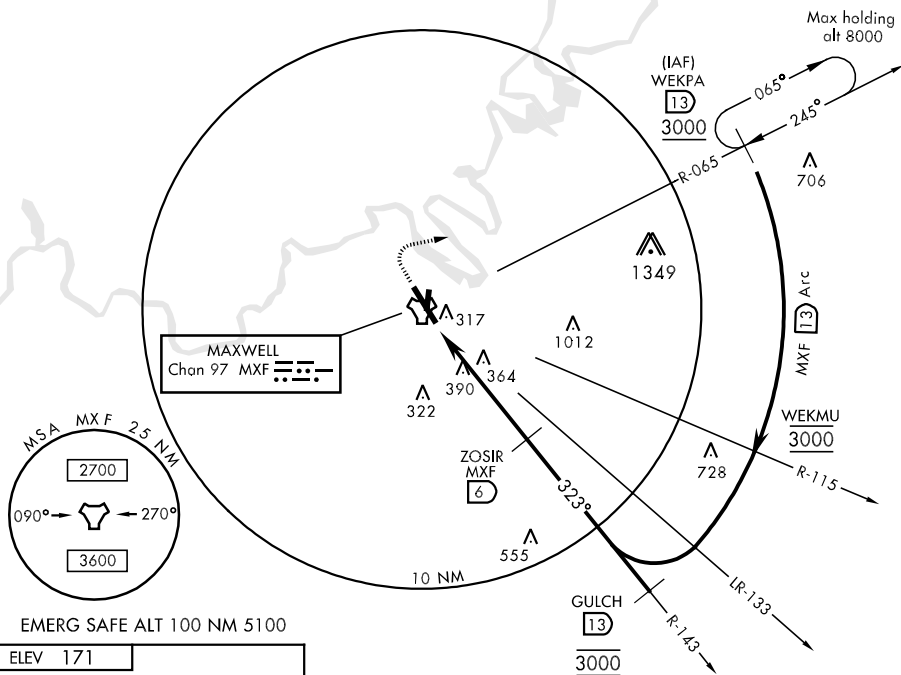 Max holding
alt 8000
(IAF)
WEKPA
13
3000
065°
245°
R-065
706
1349
MXF 13 Arc
317
1012
MAXWELL
Chan 97 MXF
364
390
322
WEKMU
3000
728
R-115
ZOSIR
MXF
6
323°
MSA MXF 25 NM
2700
090°
270°
3600
555
10 NM
LR-133
GULCH
13
3000
R-143
EMERG SAFE ALT 100 NM 5100
ELEV 171